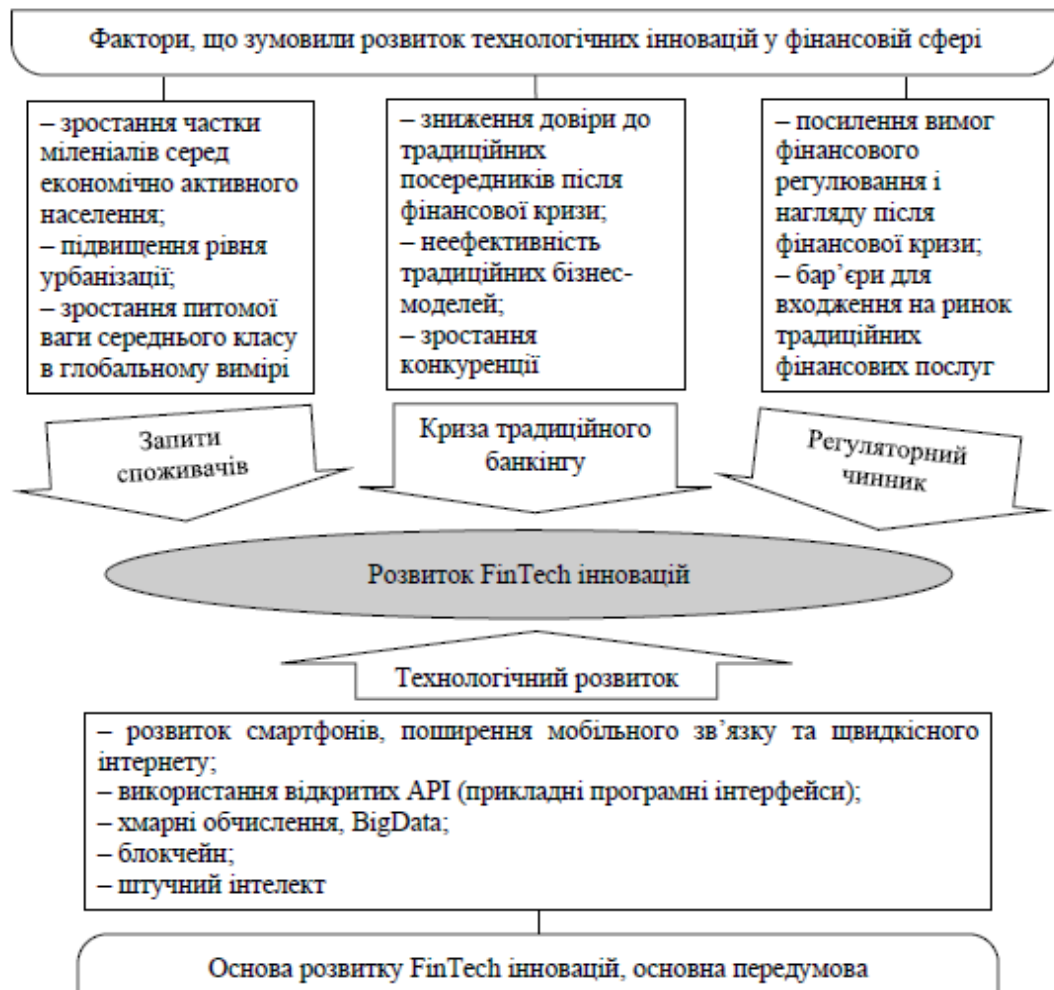 Фактори, що зумовили розвиток технологічних інновацій у фінансовій сфері
– зростання частки
міленіалів серед
економічно активного
населення;
– підвищення рівня
урбанізації;
– зростання питомої
ваги середнього класу
в глобальному вимірі
– зниження довіри до
традиційних
посередників після
фінансової кризи;
– неефективність
традиційних бізнес-
моделей;
– зростання
конкуренції
– посилення вимог
фінансового
регулювання і
нагляду після
фінансової кризи;
– бар’єри для
входження на ринок
традиційних
фінансових послуг
Запити
споживачів
Криза традиційного
банкінгу
Регуляторний
чинник
Розвиток FinTech інновацій
Технологічний розвиток
– розвиток смартфонів, поширення мобільного зв’язку та щвидкісного
інтернету;
– використання відкритих API (прикладні програмні інтерфейси);
– хмарні обчислення, BigData;
– блокчейн;
– штучний інтелект
Основа розвитку FinTech інновацій, основна передумова